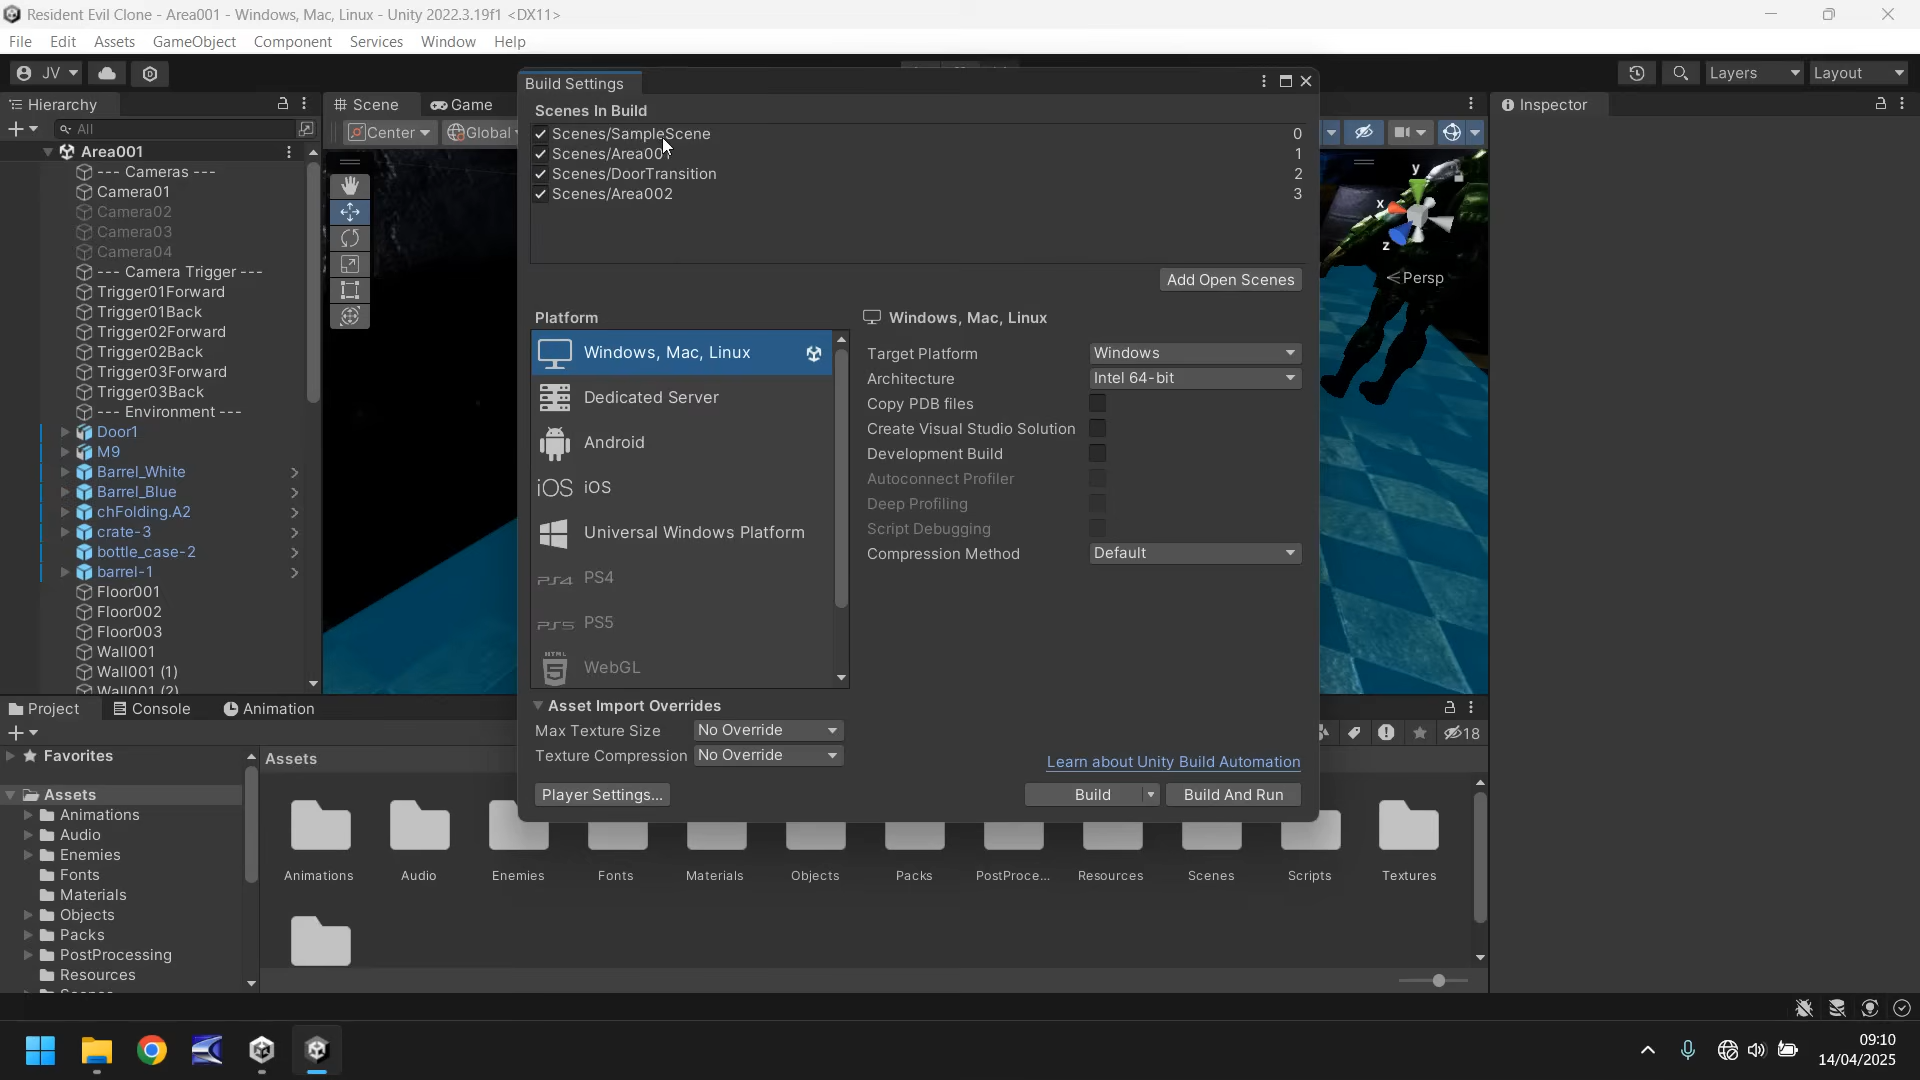 Resident Evil Clone - Area001 - Windows, Mac, Linux - Unity 2022.3.19f1 <DX11>
File Edit Assets GameObject Component Services Window Help
JV Layers Layout
Build Settings
Hierarchy Scene Game Inspector
All Center Global
Scenes In Build
Scenes/SampleScene 0
Scenes/Area001 1
Scenes/DoorTransition 2
Scenes/Area002 3
Add Open Scenes
Area001
--- Cameras ---
Camera01
Camera02
Camera03
Camera04
--- Camera Trigger ---
Trigger01Forward
Trigger01Back
Trigger02Forward
Trigger02Back
Trigger03Forward
Trigger03Back
--- Environment ---
Door1
M9
Barrel_White
Barrel_Blue
chFolding.A2
crate-3
bottle_case-2
barrel-1
Floor001
Floor002
Floor003
Wall001
Wall001 (1)
Wall001 (2)
y
x
z
Persp
Platform
Windows, Mac, Linux
Dedicated Server
Android
iOS iOS
Universal Windows Platform
PS4 PS4
PS5 PS5
HTML 5 WebGL
Windows, Mac, Linux
Target Platform Windows
Architecture Intel 64-bit
Copy PDB files
Create Visual Studio Solution
Development Build
Autoconnect Profiler
Deep Profiling
Script Debugging
Compression Method Default
Asset Import Overrides
Max Texture Size No Override
Texture Compression No Override
Learn about Unity Build Automation
Player Settings... Build Build And Run
Project Console Animation
18
Favorites
Assets
Animations
Audio
Enemies
Fonts
Materials
Objects
Packs
PostProcessing
Resources
Assets
Animations Audio Enemies Fonts Materials Objects Packs PostProce... Resources Scenes Scripts Textures
09:10
14/04/2025